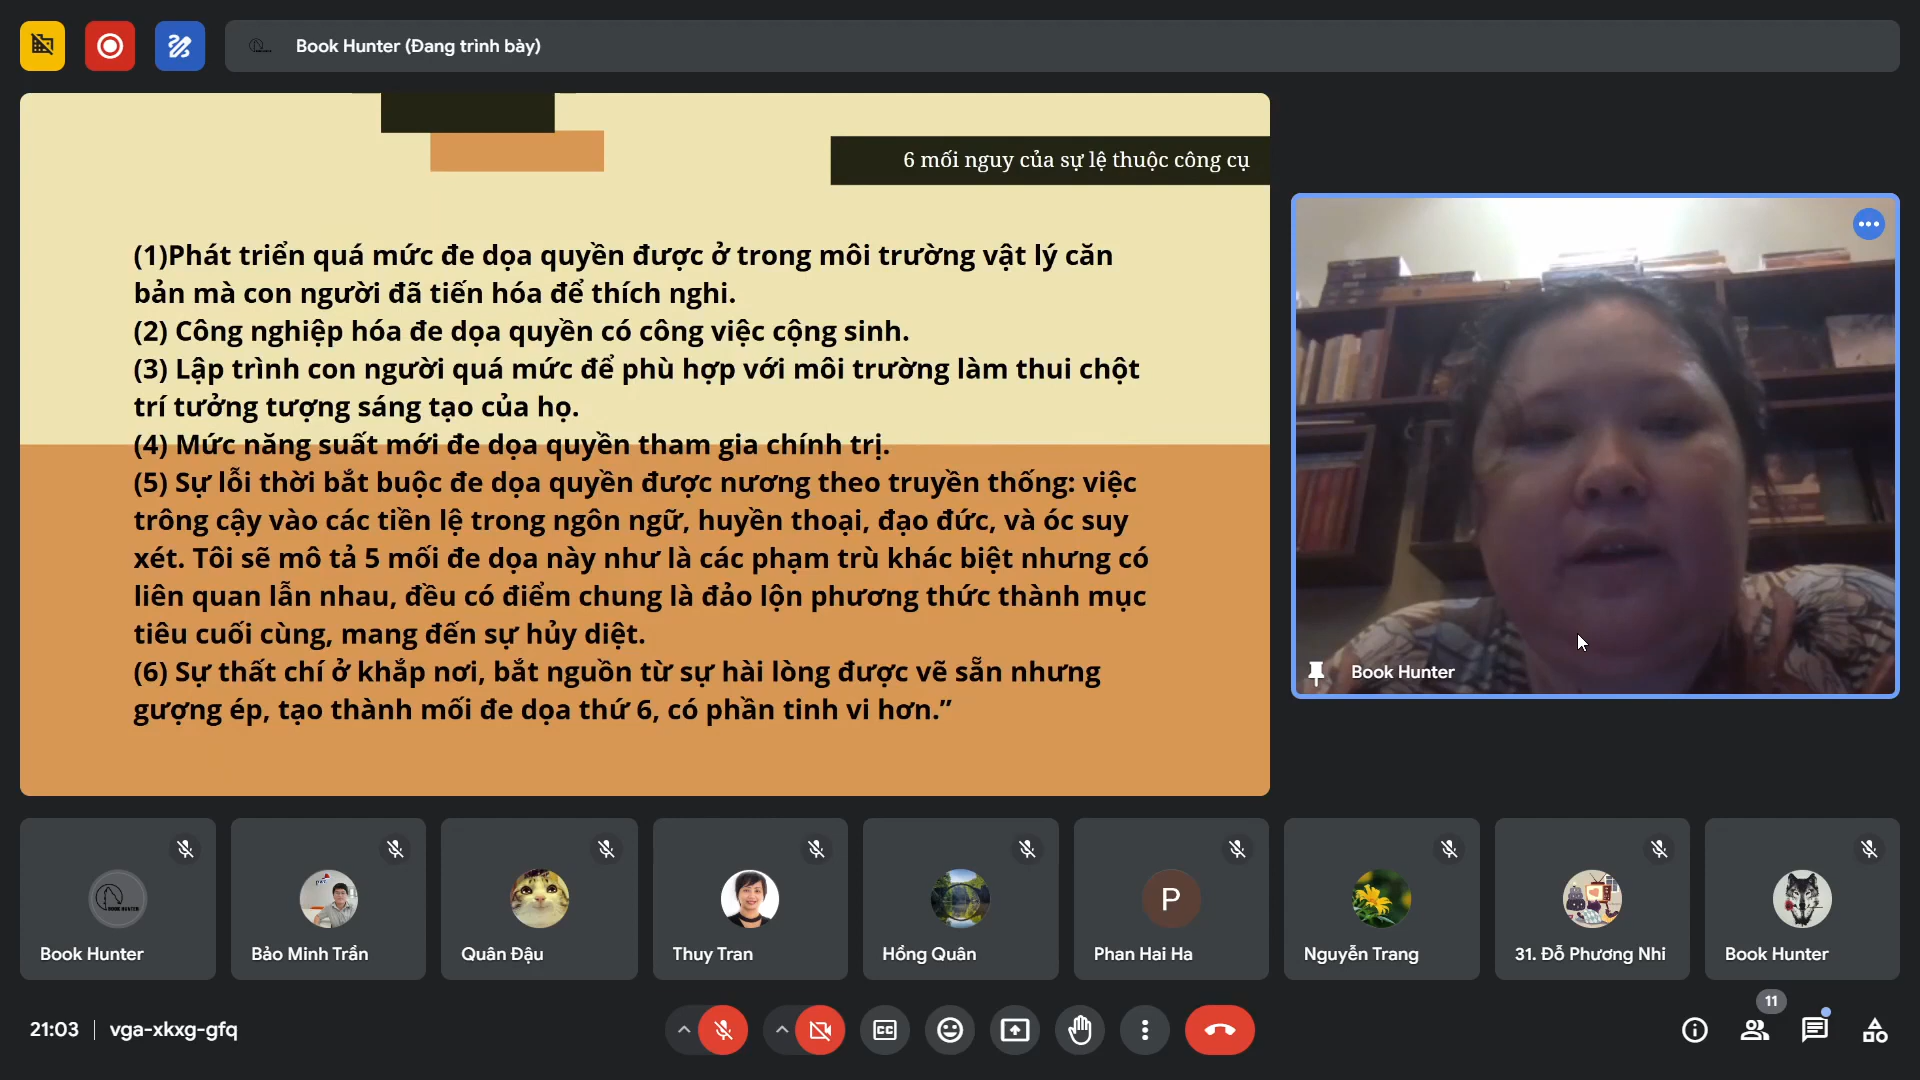 Book Hunter (Đang trình bày)
6 mối nguy của sự lệ thuộc công cụ
(1)Phát triển quá mức đe dọa quyền được ở trong môi trường vật lý căn
bản mà con người đã tiến hóa để thích nghi.
(2) Công nghiệp hóa đe dọa quyền có công việc cộng sinh.
(3) Lập trình con người quá mức để phù hợp với môi trường làm thui chột
trí tưởng tượng sáng tạo của họ.
(4) Mức năng suất mới đe dọa quyền tham gia chính trị.
(5) Sự lỗi thời bắt buộc đe dọa quyền được nương theo truyền thống: việc
trông cậy vào các tiền lệ trong ngôn ngữ, huyền thoại, đạo đức, và óc suy
xét. Tôi sẽ mô tả 5 mối đe dọa này như là các phạm trù khác biệt nhưng có
liên quan lẫn nhau, đều có điểm chung là đảo lộn phương thức thành mục
tiêu cuối cùng, mang đến sự hủy diệt.
(6) Sự thất chí ở khắp nơi, bắt nguồn từ sự hài lòng được vẽ sẵn nhưng
gượng ép, tạo thành mối đe dọa thứ 6, có phần tinh vi hơn.”
Book Hunter
BOOK HUNTER
pwc
P
Book Hunter
Bảo Minh Trần
Quân Đậu
Thuy Tran
Hồng Quân
Phan Hai Ha
Nguyễn Trang
31. Đỗ Phương Nhi
Book Hunter
11
21:03
vga-xkxg-gfq
CC